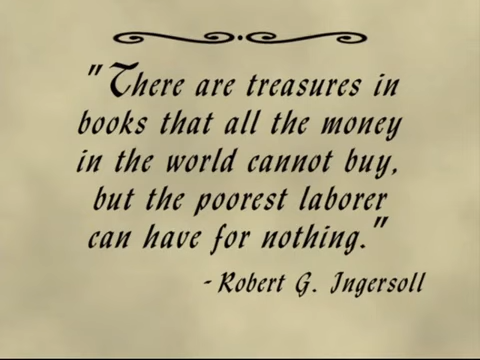 "There are treasures in
books that all the money
in the world cannot buy,
but the poorest laborer
can have for nothing."
- Robert G. Ingersoll